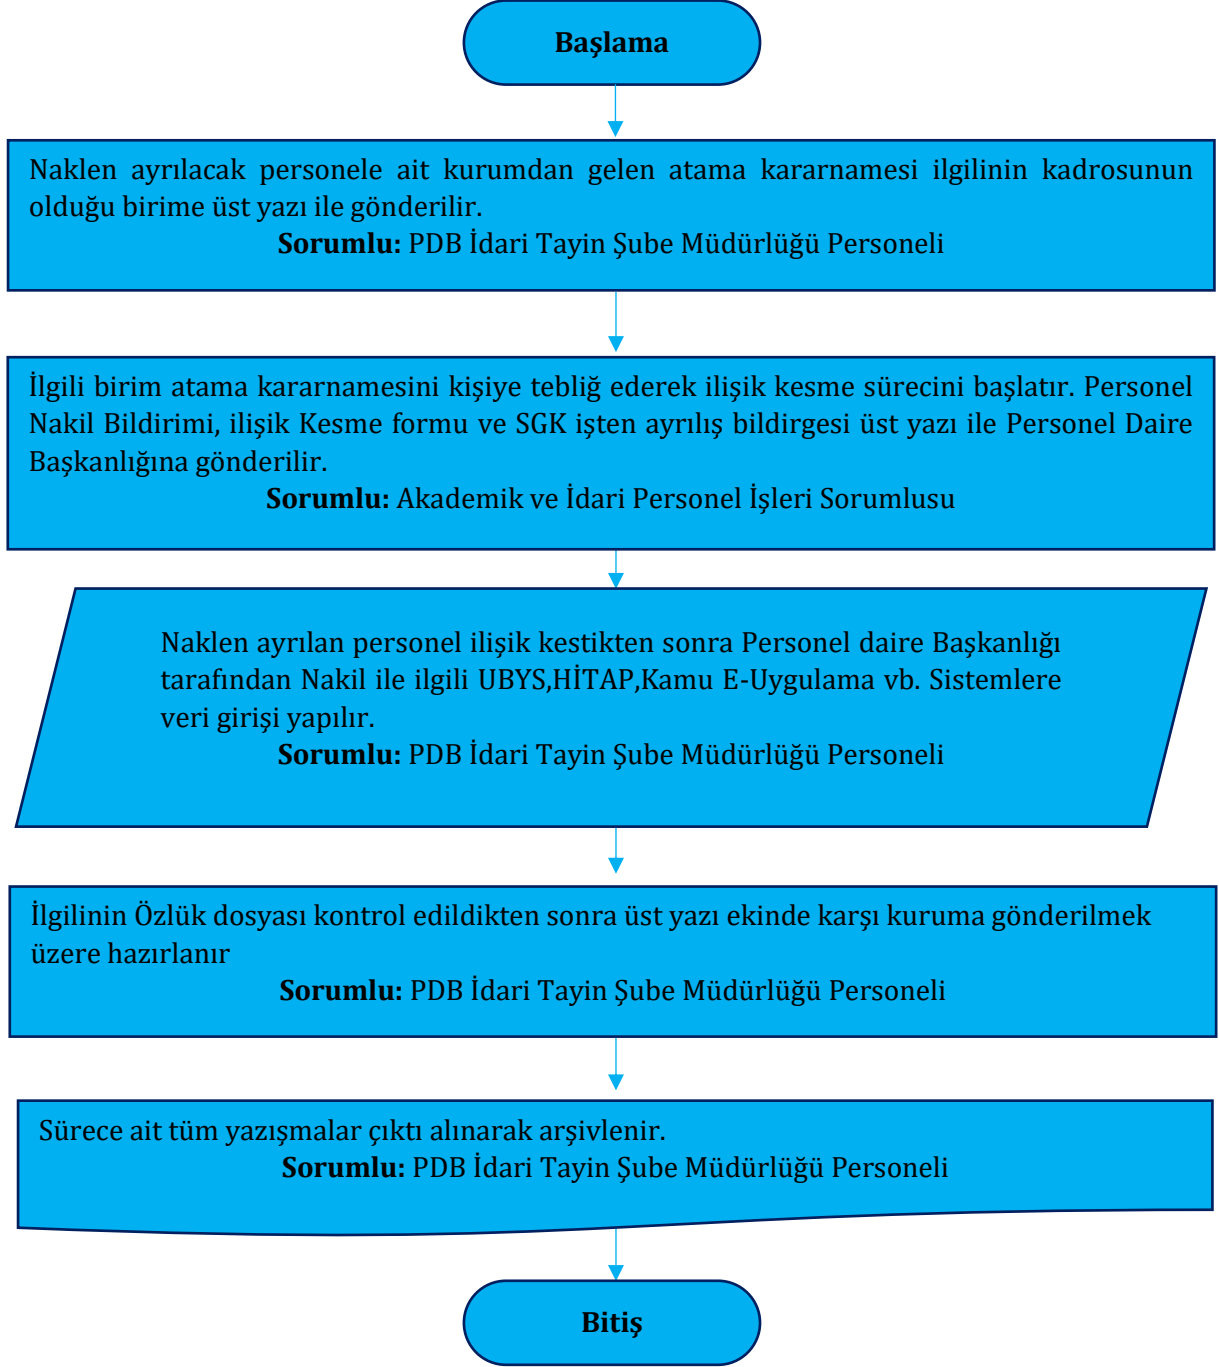 Başlama
Naklen ayrılacak personele ait kurumdan gelen atama kararnamesi ilgilinin kadrosunun
olduğu birime üst yazı ile gönderilir.
Sorumlu: PDB İdari Tayin Şube Müdürlüğü Personeli
İlgili birim atama kararnamesini kişiye tebliğ ederek ilişik kesme sürecini başlatır. Personel
Nakil Bildirimi, ilişik Kesme formu ve SGK işten ayrılış bildirgesi üst yazı ile Personel Daire
Başkanlığına gönderilir.
Sorumlu: Akademik ve İdari Personel İşleri Sorumlusu
Naklen ayrılan personel ilişik kestikten sonra Personel daire Başkanlığı
tarafından Nakil ile ilgili UBYS,HİTAP,Kamu E-Uygulama vb. Sistemlere
veri girişi yapılır.
Sorumlu: PDB İdari Tayin Şube Müdürlüğü Personeli
İlgilinin Özlük dosyası kontrol edildikten sonra üst yazı ekinde karşı kuruma gönderilmek
üzere hazırlanır
Sorumlu: PDB İdari Tayin Şube Müdürlüğü Personeli
Sürece ait tüm yazışmalar çıktı alınarak arşivlenir.
Sorumlu: PDB İdari Tayin Şube Müdürlüğü Personeli
Bitiş